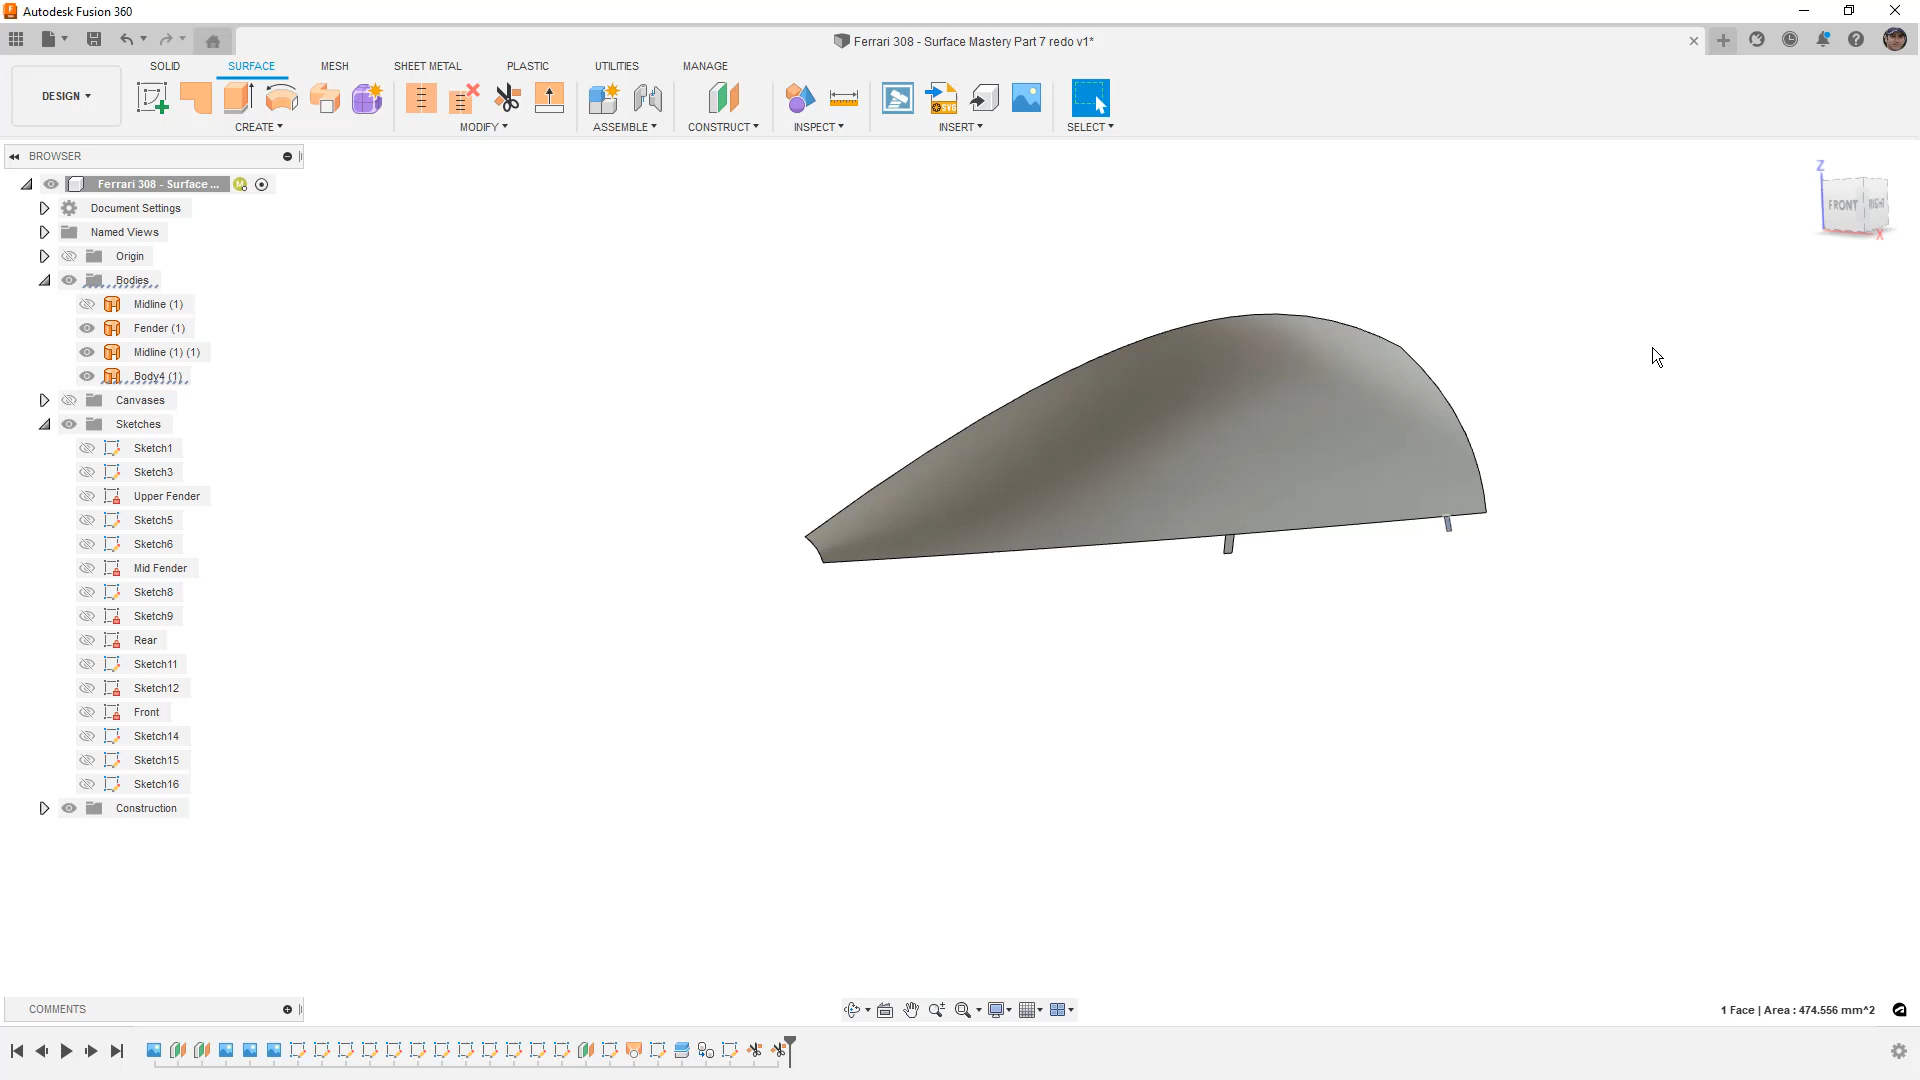 Autodesk Fusion 360
Ferrari 308 - Surface Mastery Part 7 redo v1*
DESIGN
SOLID
SURFACE
MESH
SHEET METAL
PLASTIC
UTILITIES
MANAGE
CREATE
MODIFY
ASSEMBLE
CONSTRUCT
INSPECT
INSERT
SELECT
SVG
BROWSER
Ferrari 308 - Surface ...
Document Settings
Named Views
Origin
Bodies
Midline (1)
Fender (1)
Midline (1) (1)
Body4 (1)
Canvases
Sketches
Sketch1
Sketch3
Upper Fender
Sketch5
Sketch6
Mid Fender
Sketch8
Sketch9
Rear
Sketch11
Sketch12
Front
Sketch14
Sketch15
Sketch16
Construction
Z
FRONT
RIGHT
X
COMMENTS
1 Face | Area : 474.556 mm^2